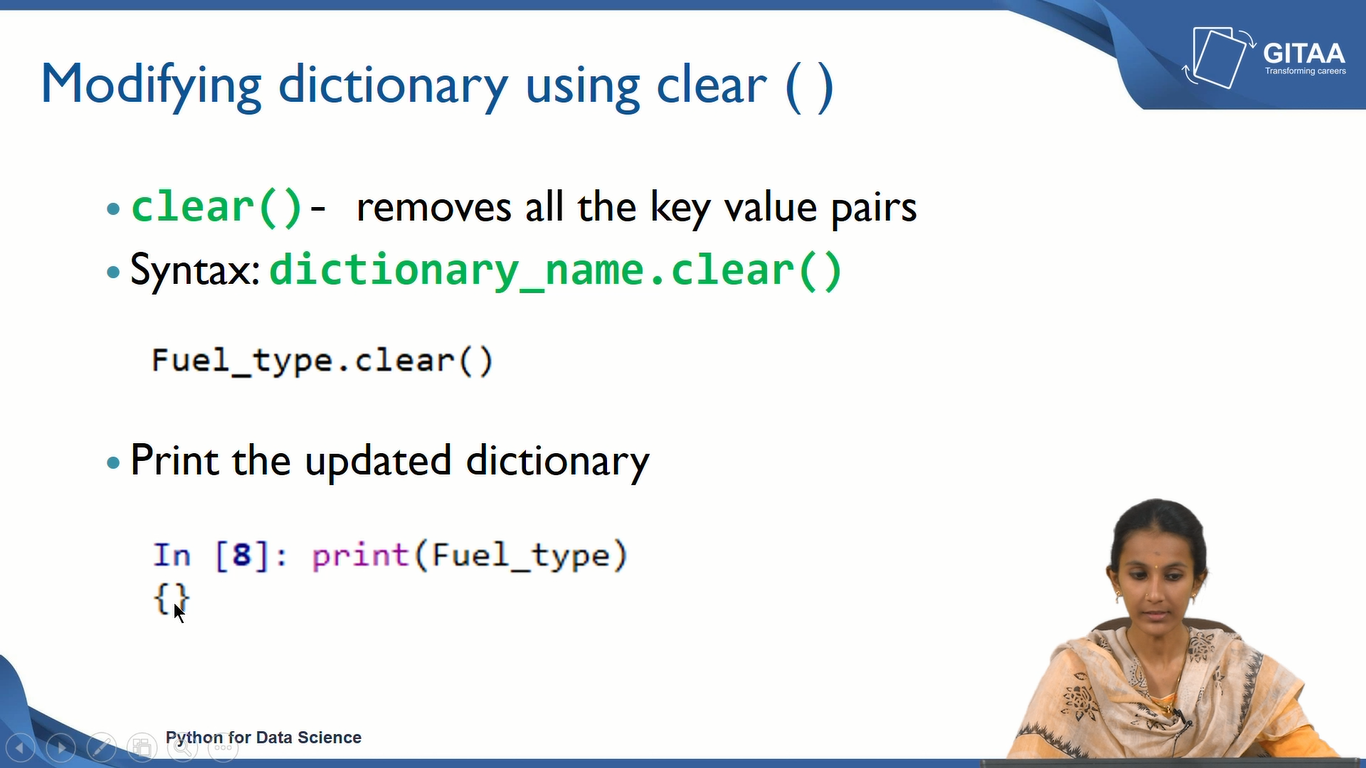 Modifying dictionary using clear ( )
GITAA
Transforming careers
• clear()- removes all the key value pairs
• Syntax: dictionary_name.clear()
Fuel_type.clear()
• Print the updated dictionary
In [8]: print(Fuel_type)
{}
Python for Data Science